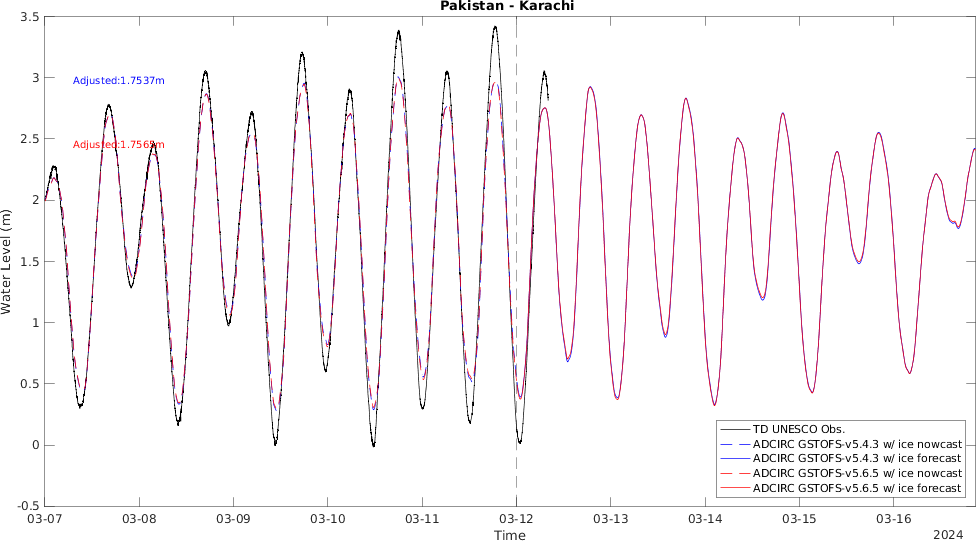 Pakistan - Karachi
3.5
3
2.5
2
1.5
1
0.5
0
-0.5
Water Level (m)
Adjusted:1.7537m
Adjusted:1.7565m
TD UNESCO Obs.
ADCIRC GSTOFS-v5.4.3 w/ ice nowcast
ADCIRC GSTOFS-v5.4.3 w/ ice forecast
ADCIRC GSTOFS-v5.6.5 w/ ice nowcast
ADCIRC GSTOFS-v5.6.5 w/ ice forecast
03-07 03-08 03-09 03-10 03-11 03-12 03-13 03-14 03-15 03-16
Time
2024